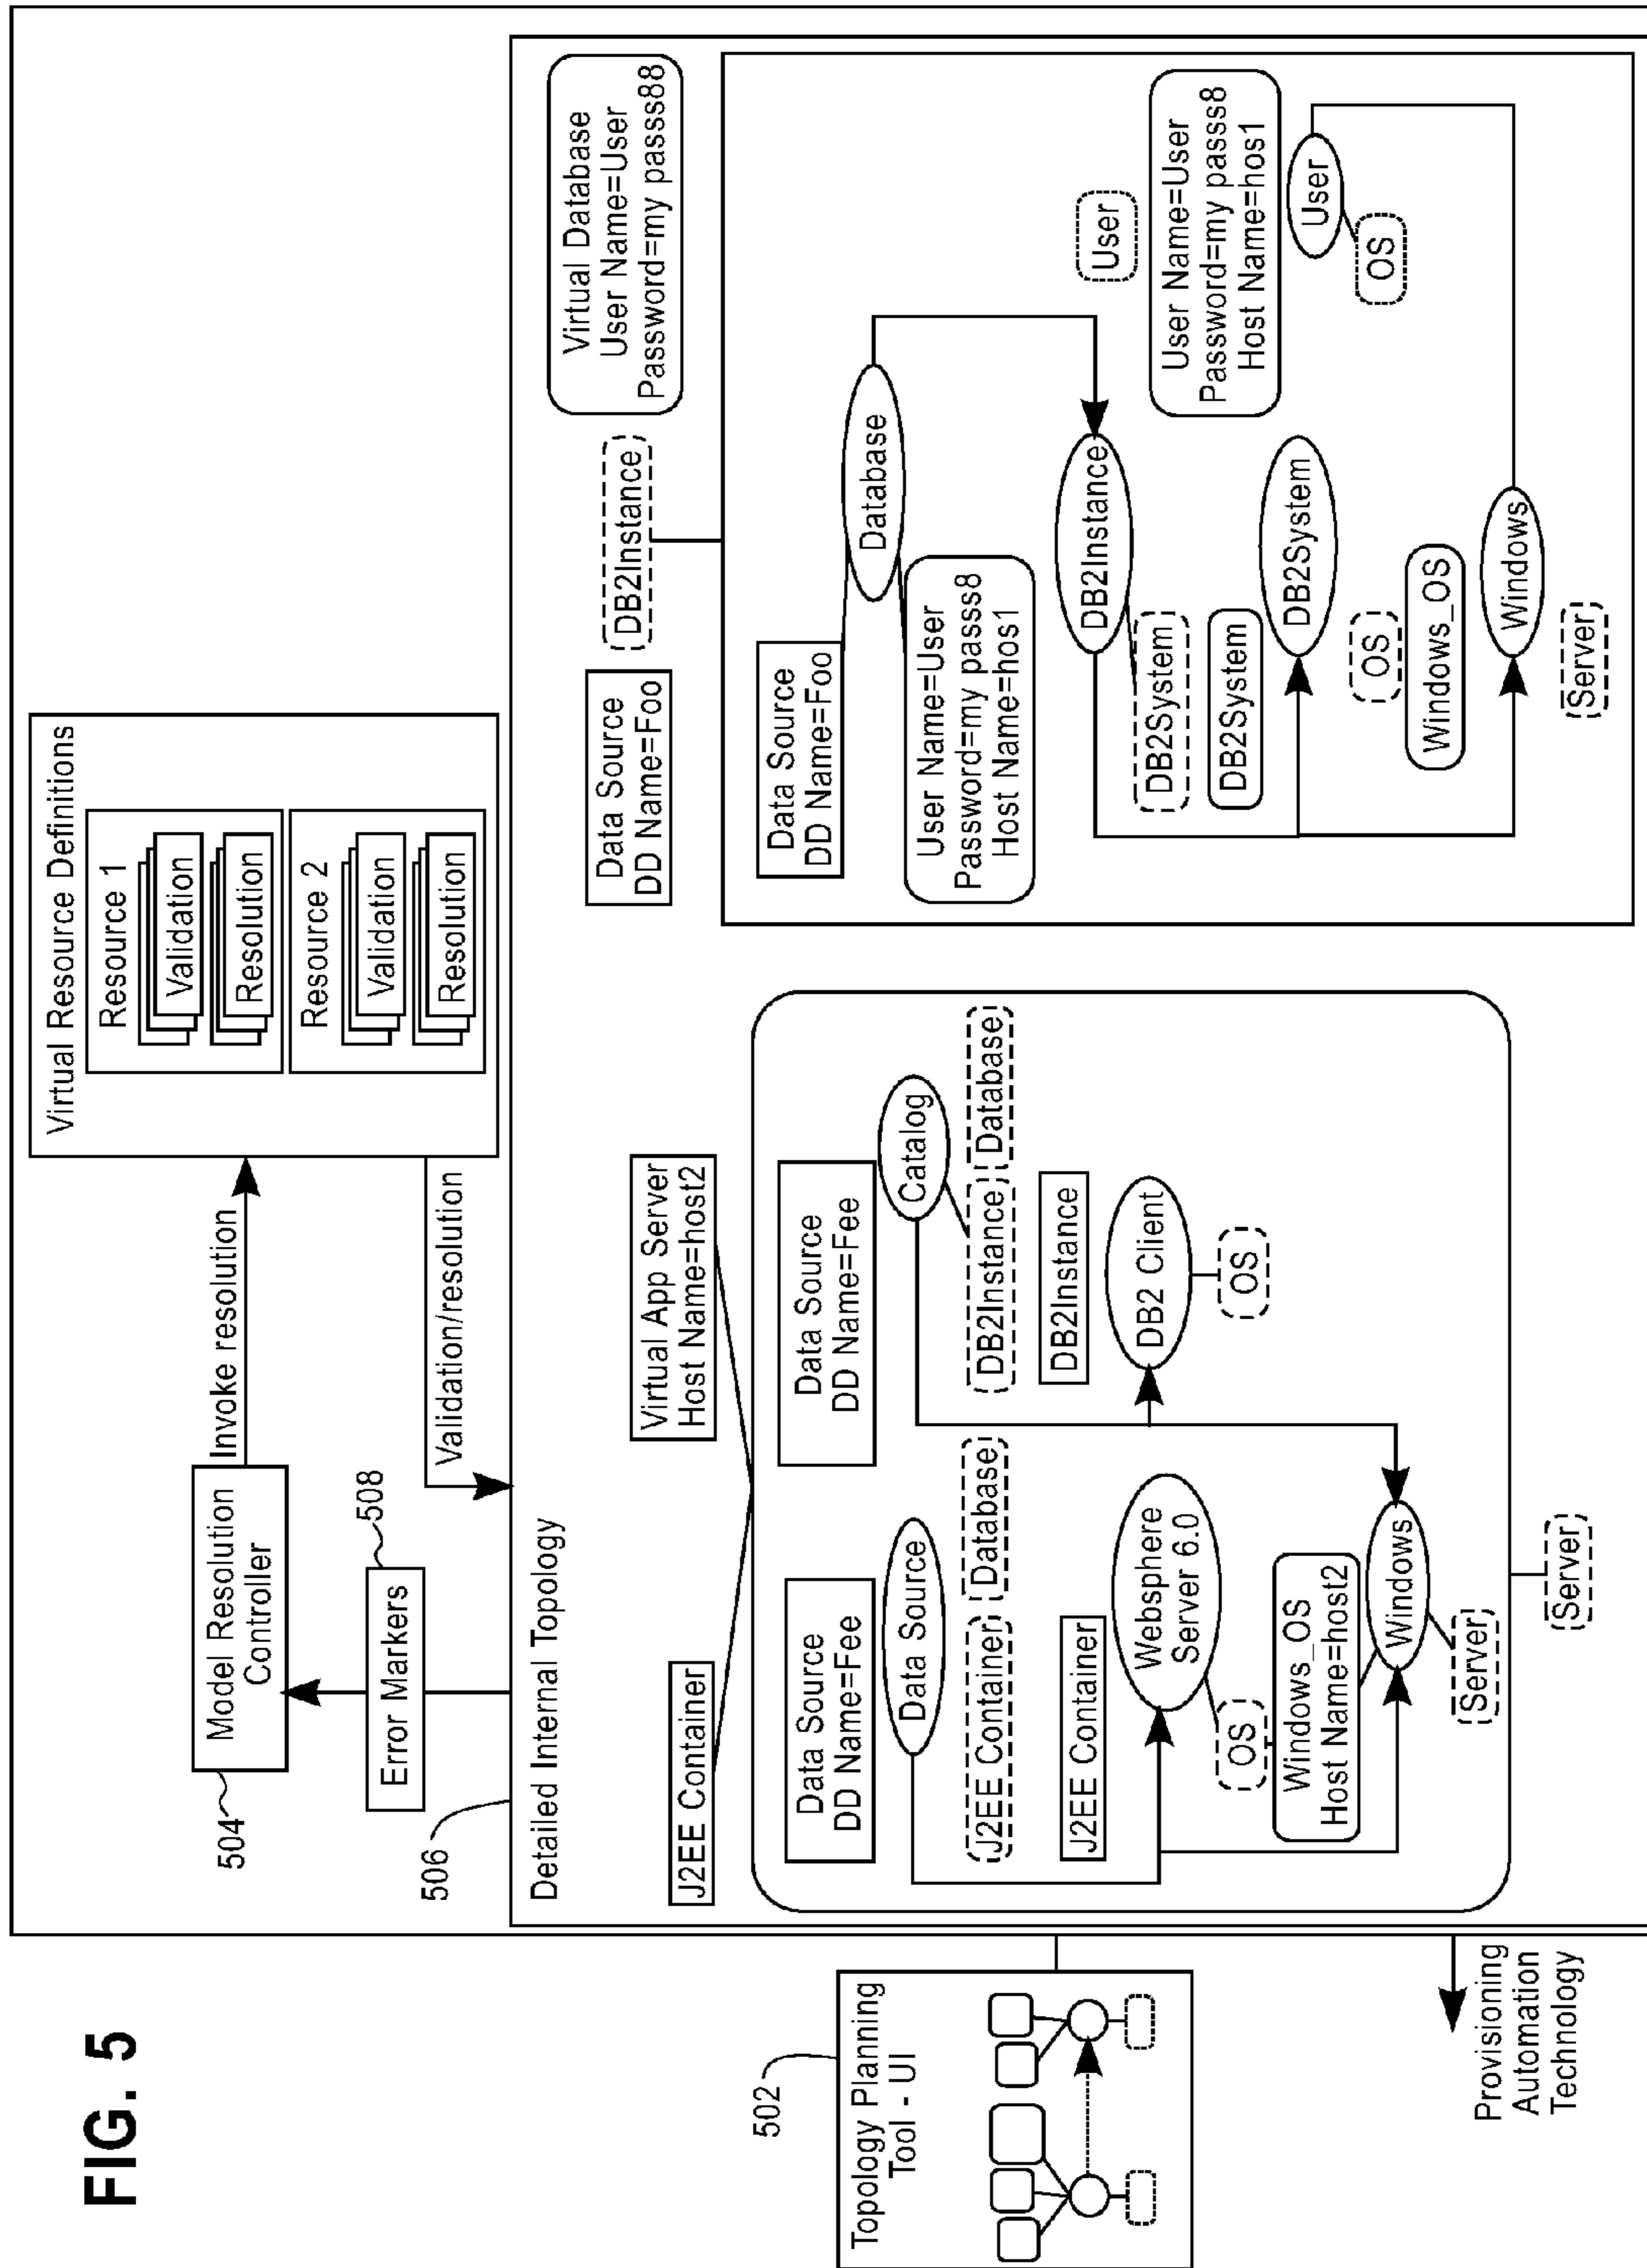 FIG. 5
502
Topology Planning
Tool - UI
Provisioning
Automation
Technology
504
Model Resolution
Controller
Invoke resolution
Error Markers
508
506
Validation/resolution
Virtual Resource Definitions
Resource 1
Validation
Resolution
Resource 2
Validation
Resolution
Detailed Internal Topology
J2EE Container
Virtual App Server
Host Name=host2
Data Source
DD Name=Fee
Data Source
J2EE Container
Database
J2EE Container
Websphere
Server 6.0
OS
Windows_OS
Host Name=host2
Windows
Server
Server
Data Source
DD Name=Fee
Catalog
DB2Instance
Database
DB2Instance
DB2 Client
OS
Data Source
DD Name=Foo
DB2Instance
Virtual Database
User Name=User
Password=my passs88
Data Source
DD Name=Foo
Database
User Name=User
Password=my passs8
Host Name=hos1
DB2Instance
DB2System
DB2System
DB2System
OS
Windows_OS
Windows
Server
User
User Name=User
Password=my passs8
Host Name=hos1
User
OS